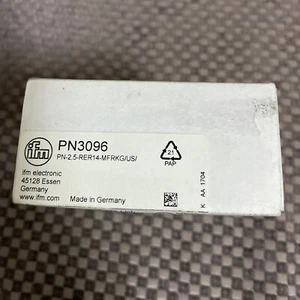 ifm
PN3096
PN-2.5-RER14-MFRKG/US/
ifm electronic
45128 Essen
Germany
www.ifm.com
Made in Germany
21
PAP
K AA 1704